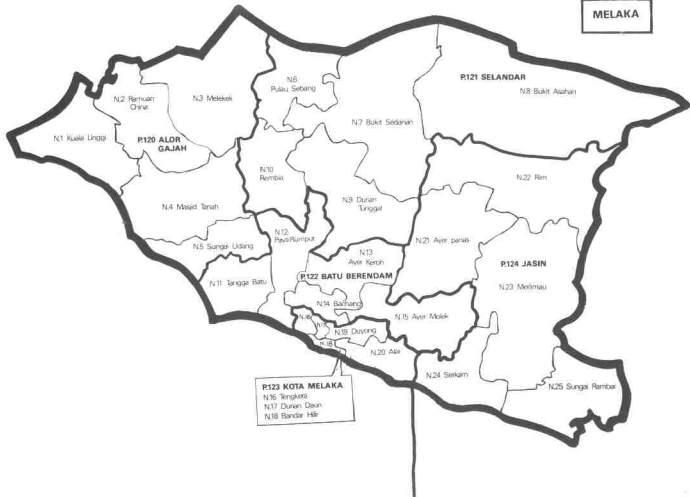 MELAKA
P.121 SELANDAR
N.8 Bukit Asahan
N.6
Pulau Sebang
N.3 Melekek
N.2 Ramuan
China
N.7 Bukit Sedanan
N.1 Kuala Linggi
P.120 ALOR
GAJAH
N.10
Rembia
N.22 Rim
N.9 Durian
Tunggal
N.4 Masjid Tanah
N.12
Paya Rumput
N.5 Sungai Udang
N.21 Ayer panas
N.13
Ayer Keroh
P.124 JASIN
P.122 BATU BERENDAM
N.11 Tangga Batu
N.23 Merlimau
N.14 Bachang
N.16
N.17
N.15 Ayer Molek
N.19 Duyong
N.18
N.20 Alai
N.24 Serkam
N.25 Sungai Rambai
P.123 KOTA MELAKA
N.16 Tengkera
N.17 Durian Daun
N.18 Bandar Hilir